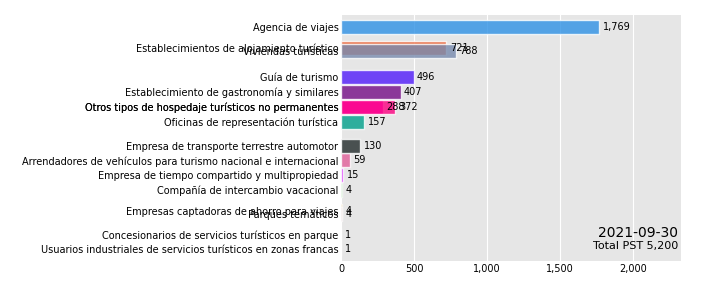 Agencia de viajes 1,769
Establecimientos de alojamiento turístico 721
Viviendas turísticas 788
Guía de turismo 496
Establecimiento de gastronomía y similares 407
Otros tipos de hospedaje turísticos no permanentes 288 372
Oficinas de representación turística 157
Empresa de transporte terrestre automotor 130
Arrendadores de vehículos para turismo nacional e internacional 59
Empresa de tiempo compartido y multipropiedad 15
Compañía de intercambio vacacional 4
Empresas captadoras de ahorro para viajes 4
Parques temáticos 4
Concesionarios de servicios turísticos en parque 1
Usuarios industriales de servicios turísticos en zonas francas 1
2021-09-30
Total PST 5,200
0 500 1,000 1,500 2,000